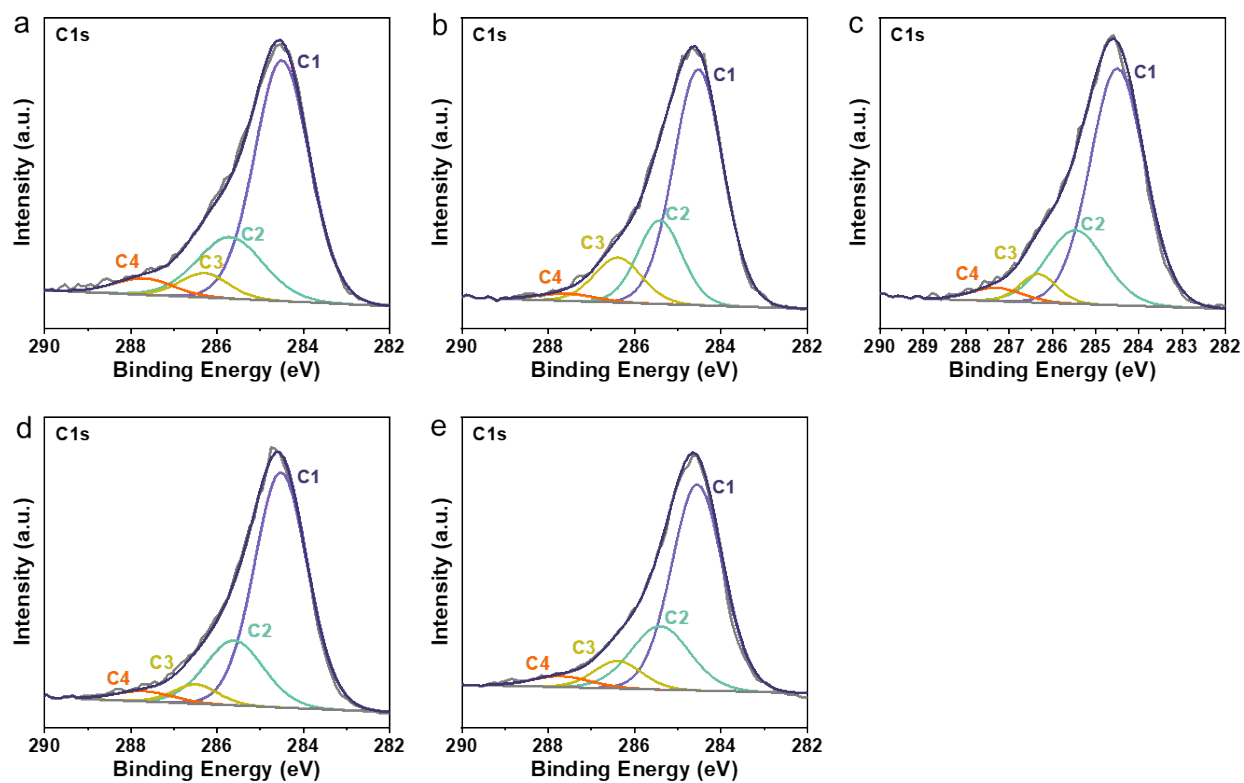 a
C1s
C1
C2
C3
C4
Intensity (a.u.)
290 288 286 284 282
Binding Energy (eV)
b
C1s
C1
C2
C3
C4
Intensity (a.u.)
290 288 286 284 282
Binding Energy (eV)
c
C1s
C1
C2
C3
C4
Intensity (a.u.)
290 289 288 287 286 285 284 283 282
Binding Energy (eV)
d
C1s
C1
C2
C3
C4
Intensity (a.u.)
290 288 286 284 282
Binding Energy (eV)
e
C1s
C1
C2
C3
C4
Intensity (a.u.)
290 288 286 284 282
Binding Energy (eV)